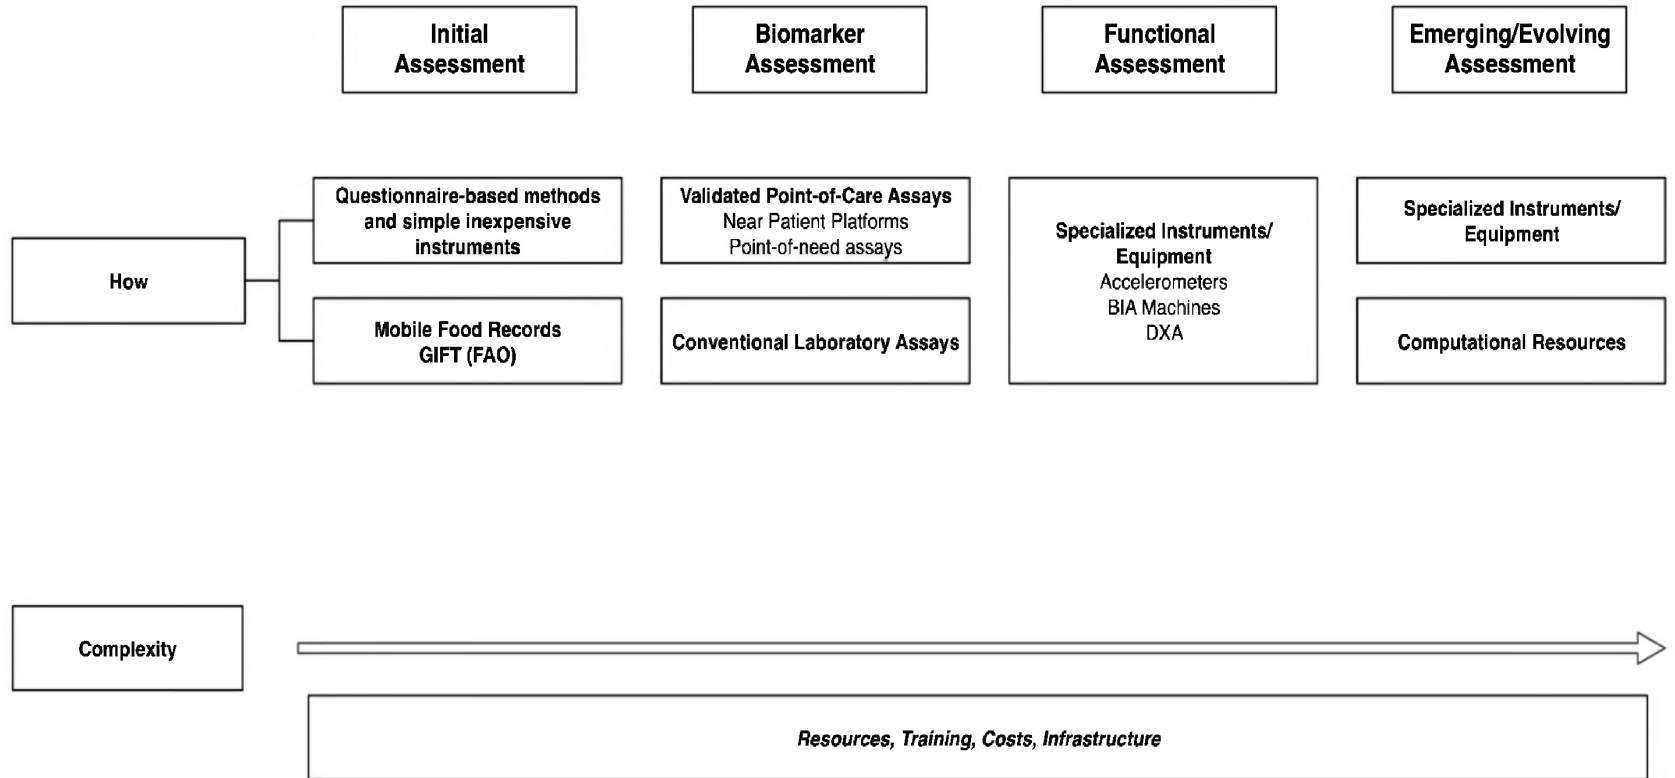 Initial
Assessment
Biomarker
Assessment
Functional
Assessment
Emerging/Evolving
Assessment
How
Questionnaire-based methods
and simple inexpensive
instruments
Mobile Food Records
GIFT (FAO)
Validated Point-of-Care Assays
Near Patient Platforms
Point-of-need assays
Conventional Laboratory Assays
Specialized Instruments/
Equipment
Accelerometers
BIA Machines
DXA
Specialized Instruments/
Equipment
Computational Resources
Complexity
Resources, Training, Costs, Infrastructure